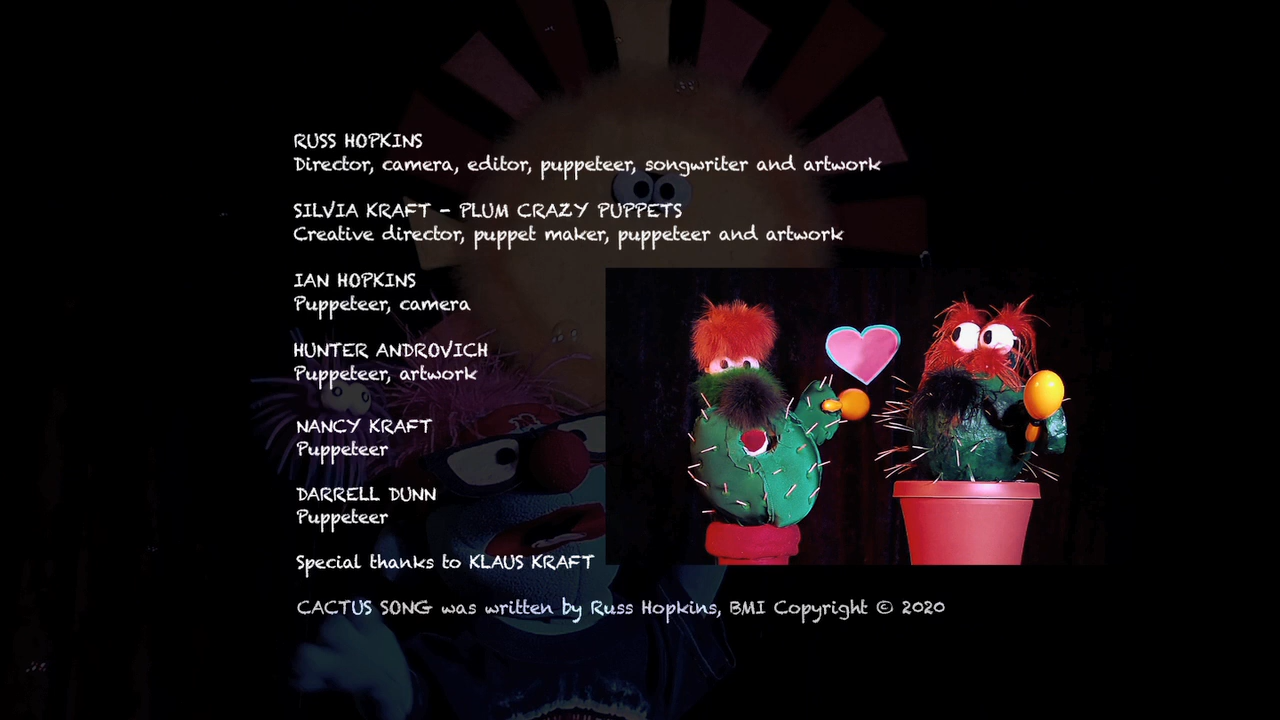 RUSS HOPKINS
Director, camera, editor, puppeteer, songwriter and artwork
SILVIA KRAFT - PLUM CRAZY PUPPETS
Creative director, puppet maker, puppeteer and artwork
IAN HOPKINS
Puppeteer, camera
HUNTER ANDROVICH
Puppeteer, artwork
NANCY KRAFT
Puppeteer
DARRELL DUNN
Puppeteer
Special thanks to KLAUS KRAFT
CACTUS SONG was written by Russ Hopkins, BMI Copyright © 2020